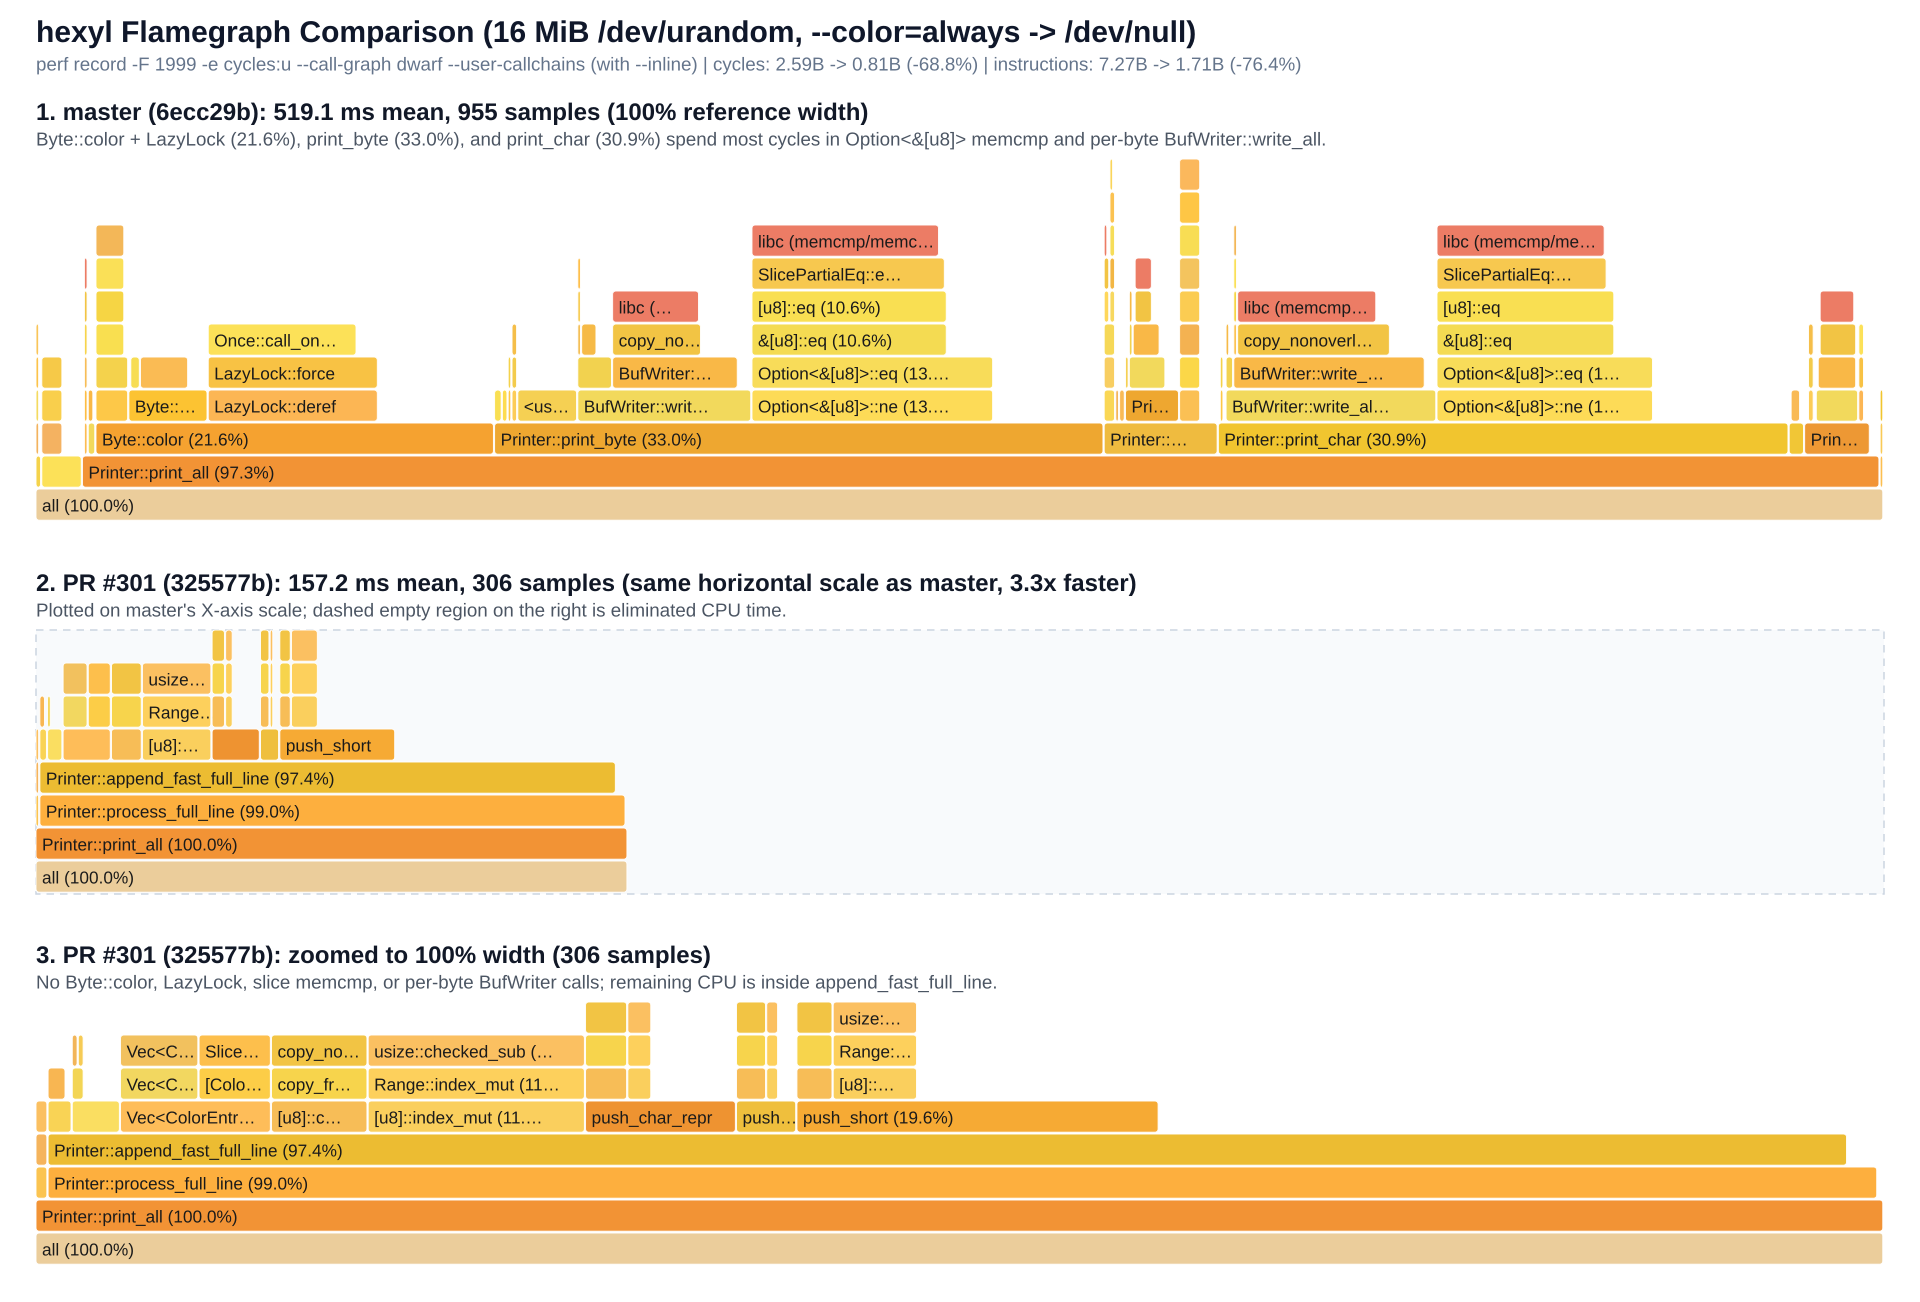 hexyl Flamegraph Comparison (16 MiB /dev/urandom, --color=always -> /dev/null)
perf record -F 1999 -e cycles:u --call-graph dwarf --user-callchains (with --inline) | cycles: 2.59B -> 0.81B (-68.8%) | instructions: 7.27B -> 1.71B (-76.4%)
1. master (6ecc29b): 519.1 ms mean, 955 samples (100% reference width)
Byte::color + LazyLock (21.6%), print_byte (33.0%), and print_char (30.9%) spend most cycles in Option<&[u8]> memcmp and per-byte BufWriter::write_all.
libc (memcmp/memc… libc (memcmp/me…
SlicePartialEq::e… SlicePartialEq:…
libc (… [u8]::eq (10.6%) libc (memcmp… [u8]::eq
Once::call_on… copy_no… &[u8]::eq (10.6%) copy_nonoverl… &[u8]::eq
LazyLock::force BufWriter:… Option<&[u8]>::eq (13.… BufWriter::write_… Option<&[u8]>::eq (1…
Byte::… LazyLock::deref <us… BufWriter::writ… Option<&[u8]>::ne (13.… Pri… BufWriter::write_al… Option<&[u8]>::ne (1…
Byte::color (21.6%) Printer::print_byte (33.0%) Printer::… Printer::print_char (30.9%) Prin…
Printer::print_all (97.3%)
all (100.0%)
2. PR #301 (325577b): 157.2 ms mean, 306 samples (same horizontal scale as master, 3.3x faster)
Plotted on master's X-axis scale; dashed empty region on the right is eliminated CPU time.
usize…
Range…
[u8]:… push_short
Printer::append_fast_full_line (97.4%)
Printer::process_full_line (99.0%)
Printer::print_all (100.0%)
all (100.0%)
3. PR #301 (325577b): zoomed to 100% width (306 samples)
No Byte::color, LazyLock, slice memcmp, or per-byte BufWriter calls; remaining CPU is inside append_fast_full_line.
usize:…
Vec<C… Slice… copy_no… usize::checked_sub (… Range:…
Vec<C… [Colo… copy_fr… Range::index_mut (11… [u8]::…
Vec<ColorEntr… [u8]::c… [u8]::index_mut (11.… push_char_repr push… push_short (19.6%)
Printer::append_fast_full_line (97.4%)
Printer::process_full_line (99.0%)
Printer::print_all (100.0%)
all (100.0%)